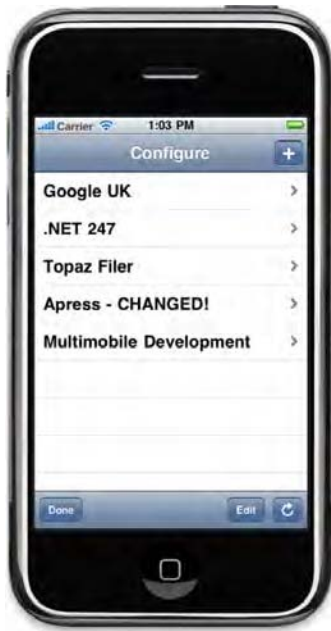 Carrier 1:03 PM
Configure +
Google UK
.NET 247
Topaz Filer
Apress - CHANGED!
Multimobile Development
Done Edit